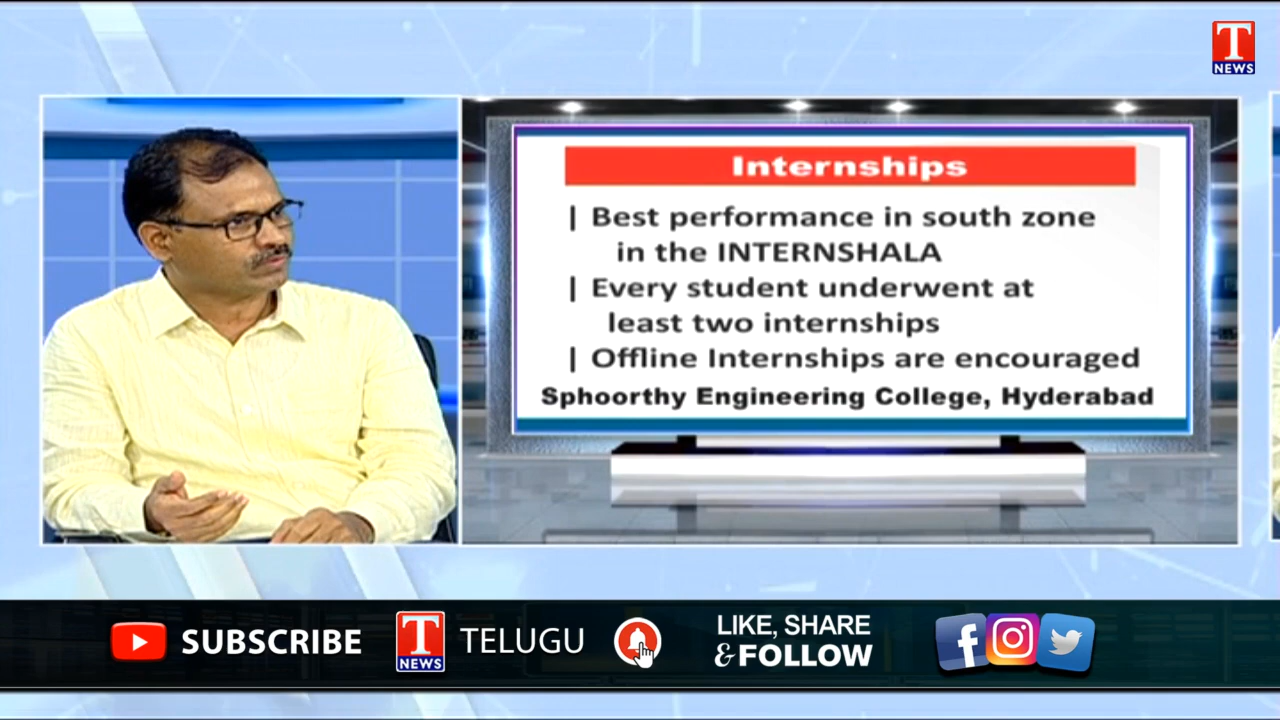 T
NEWS
Internships
| Best performance in south zone
in the INTERNSHALA
| Every student underwent at
least two internships
| Offline Internships are encouraged
Sphoorthy Engineering College, Hyderabad
SUBSCRIBE
T
NEWS
TELUGU
LIKE, SHARE
& FOLLOW